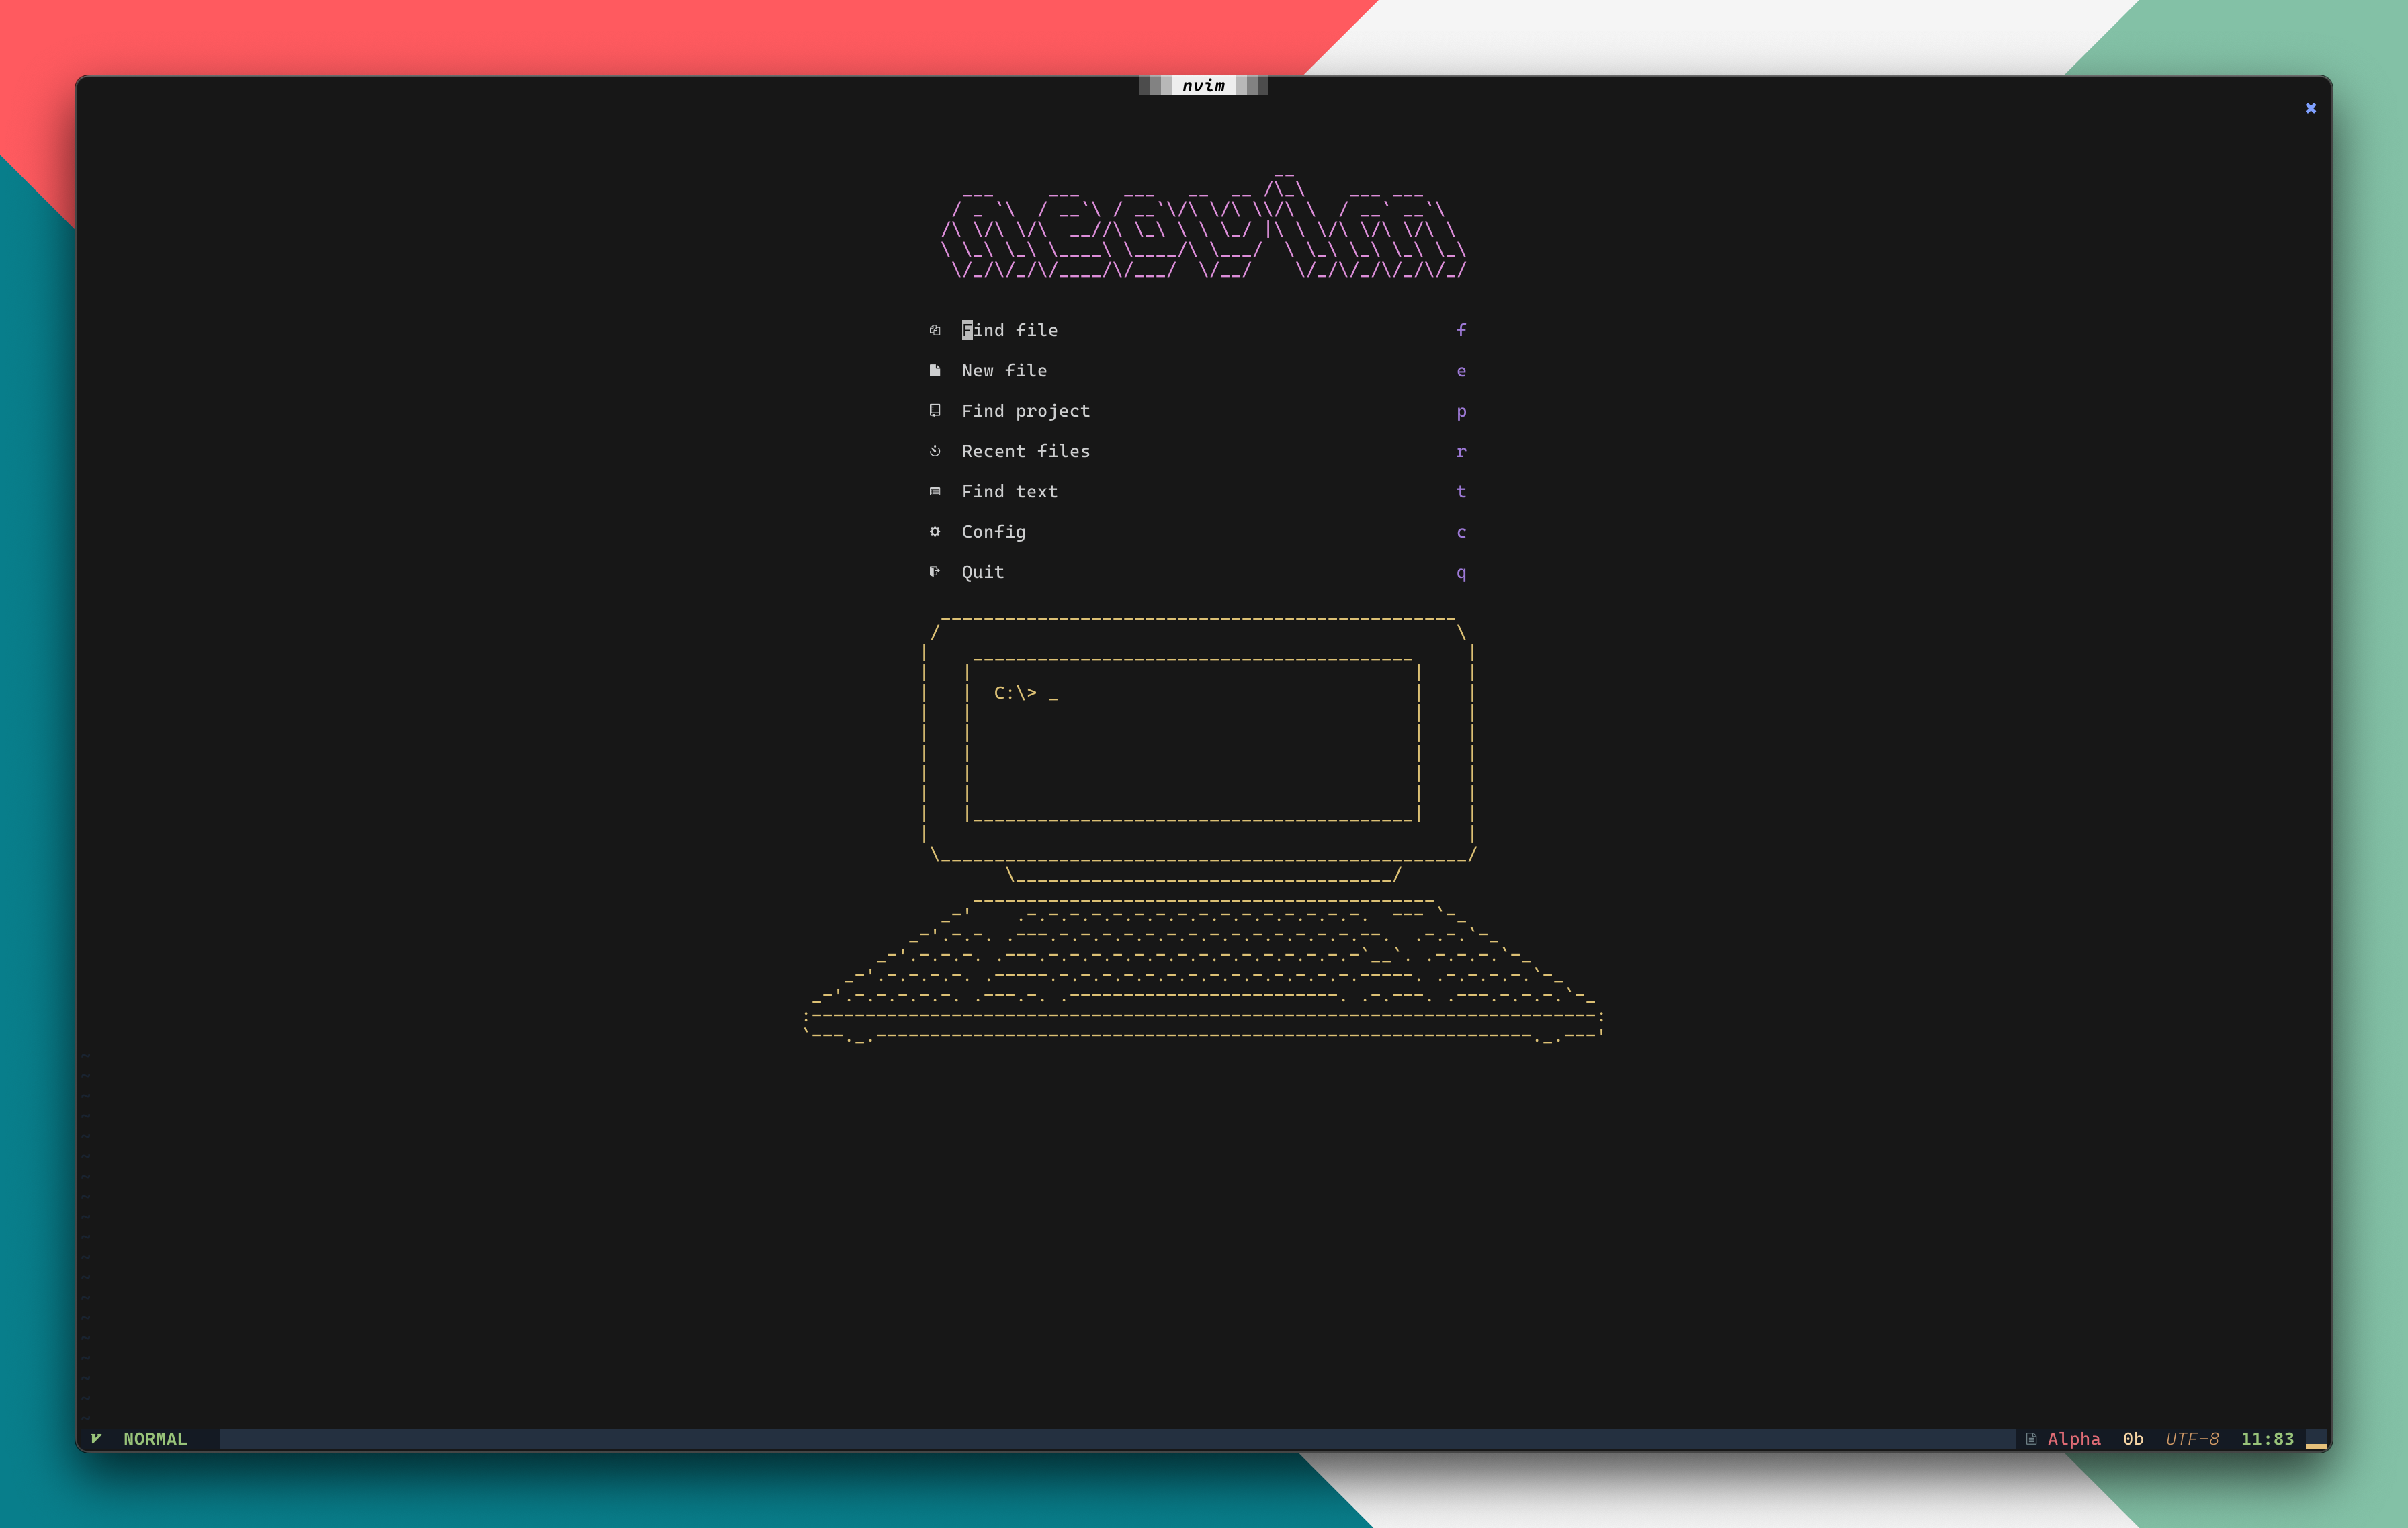 nvim
neovim
Find file f
New file e
Find project p
Recent files r
Find text t
Config c
Quit q
C:\> _
NORMAL Alpha 0b UTF-8 11:83